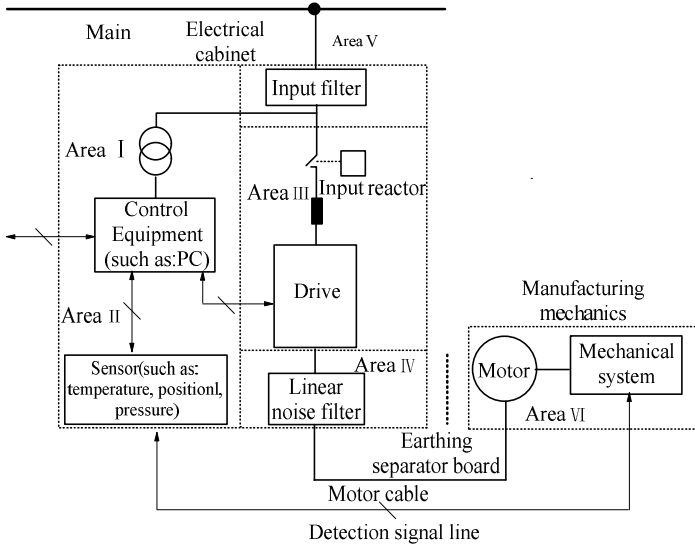 Main
Electrical
cabinet
Area V
Input filter
Area Ⅰ
Area Ⅲ
Input reactor
Control
Equipment
(such as:PC)
Drive
Area Ⅱ
Sensor(such as:
temperature, positionl,
pressure)
Area Ⅳ
Linear
noise filter
Manufacturing
mechanics
Motor
Mechanical
system
Area Ⅵ
Earthing
separator board
Motor cable
Detection signal line